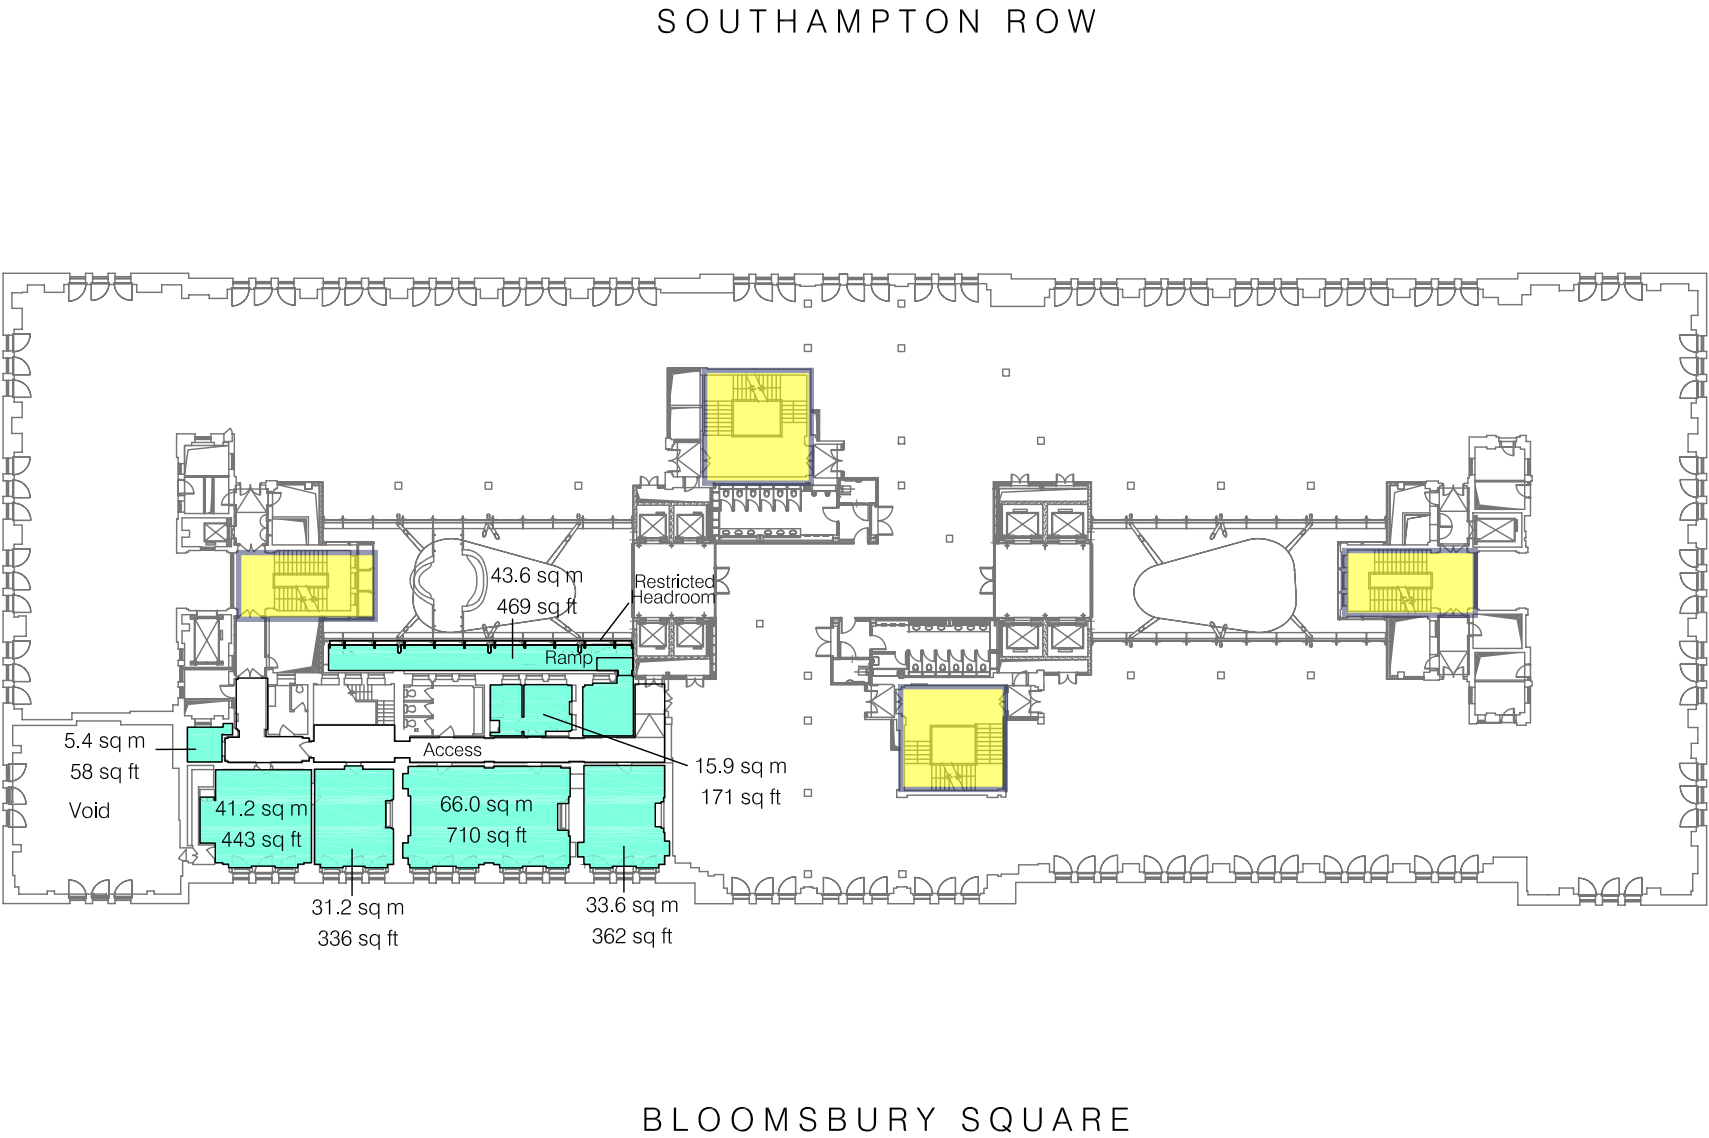 SOUTHAMPTON ROW
43.6 sq m
469 sq ft
Restricted
Headroom
Ramp
5.4 sq m
58 sq ft
Void
Access
15.9 sq m
171 sq ft
41.2 sq m
443 sq ft
66.0 sq m
710 sq ft
31.2 sq m
336 sq ft
33.6 sq m
362 sq ft
BLOOMSBURY SQUARE